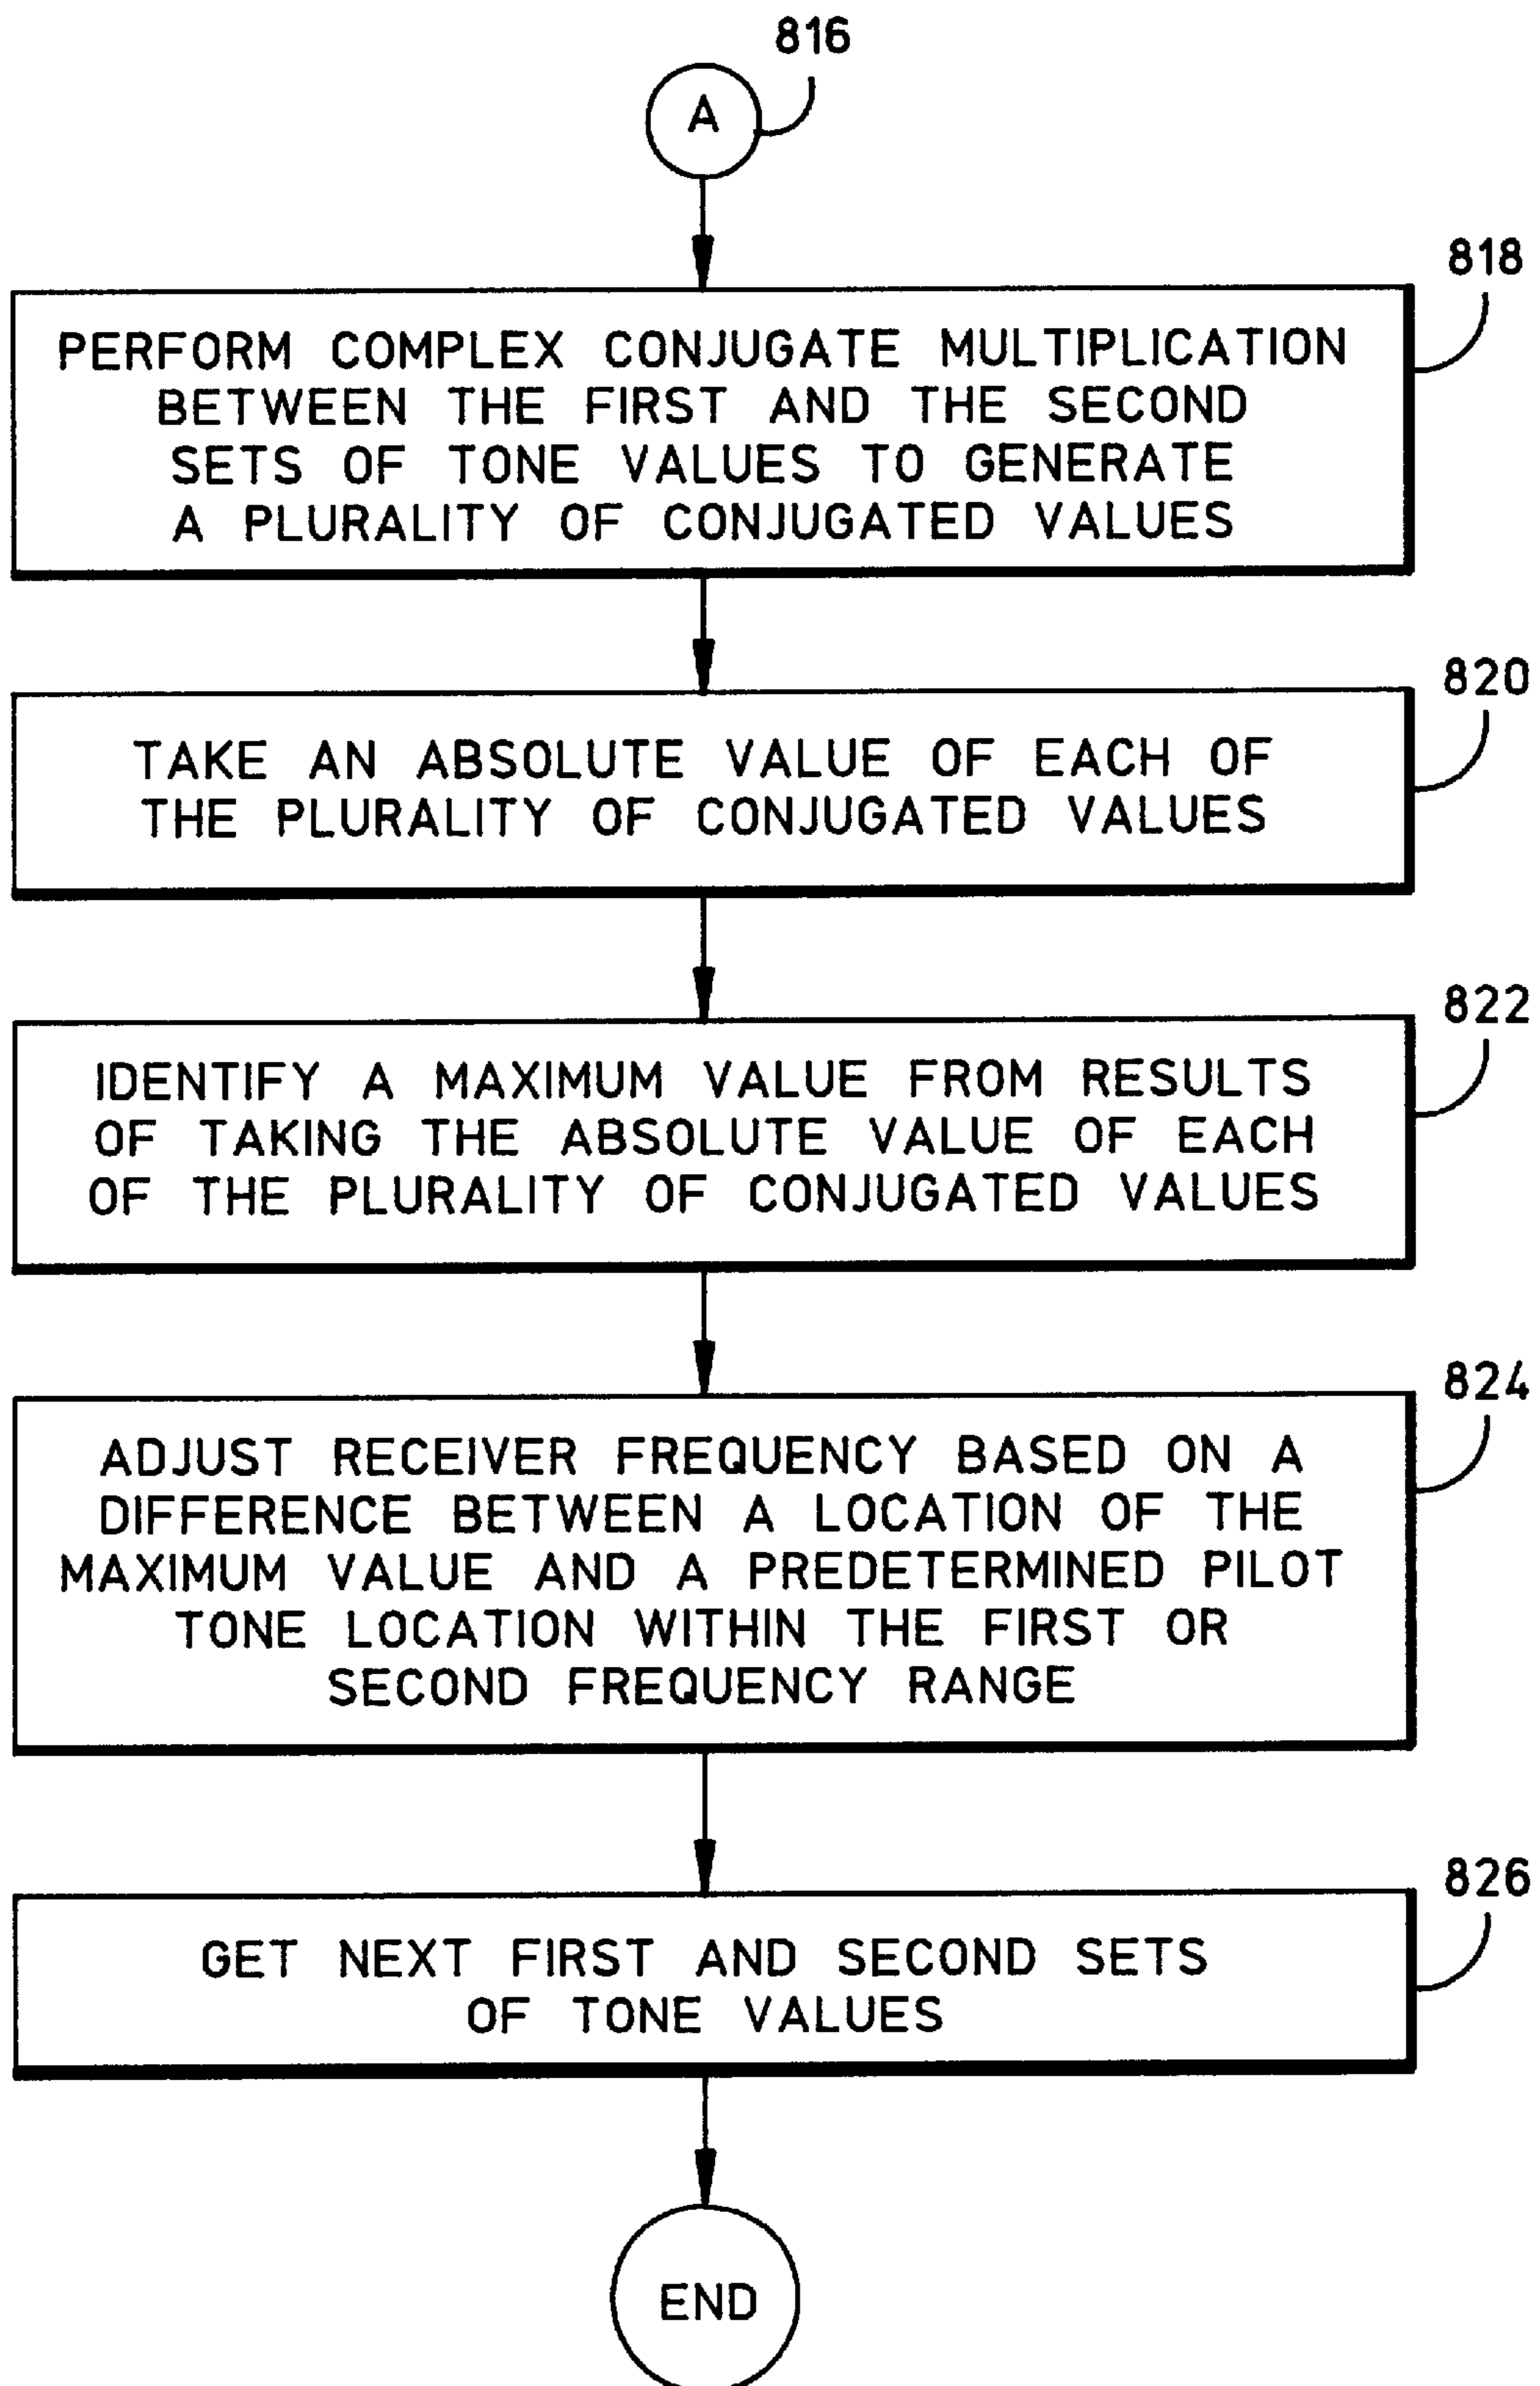 816
A
818
PERFORM COMPLEX CONJUGATE MULTIPLICATION
BETWEEN THE FIRST AND THE SECOND
SETS OF TONE VALUES TO GENERATE
A PLURALITY OF CONJUGATED VALUES
820
TAKE AN ABSOLUTE VALUE OF EACH OF
THE PLURALITY OF CONJUGATED VALUES
822
IDENTIFY A MAXIMUM VALUE FROM RESULTS
OF TAKING THE ABSOLUTE VALUE OF EACH
OF THE PLURALITY OF CONJUGATED VALUES
824
ADJUST RECEIVER FREQUENCY BASED ON A
DIFFERENCE BETWEEN A LOCATION OF THE
MAXIMUM VALUE AND A PREDETERMINED PILOT
TONE LOCATION WITHIN THE FIRST OR
SECOND FREQUENCY RANGE
826
GET NEXT FIRST AND SECOND SETS
OF TONE VALUES
END